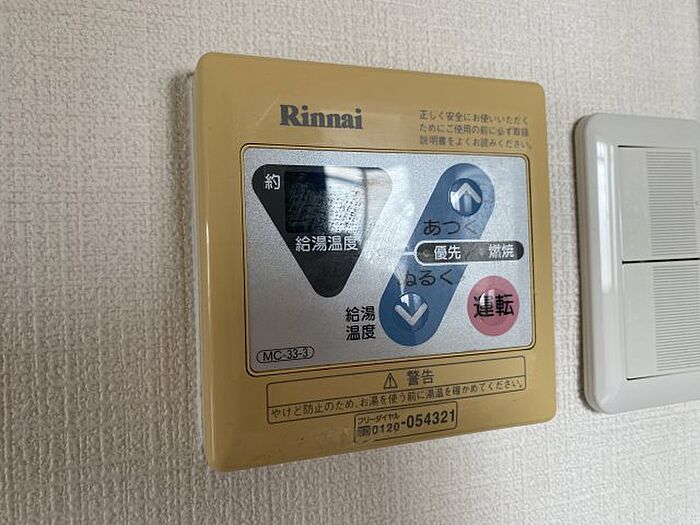 Rinnai
正しく安全にお使いいただく
ためにご使用の前に必ず取扱
説明書をよくお読みください。
約
給湯温度
あつく
優先 燃焼
ぬるく
給湯
温度
運転
MC-33-3
⚠ 警告
やけど防止のため、お湯を使う前に湯温を確かめてください。
フリーダイヤル
0120-054321